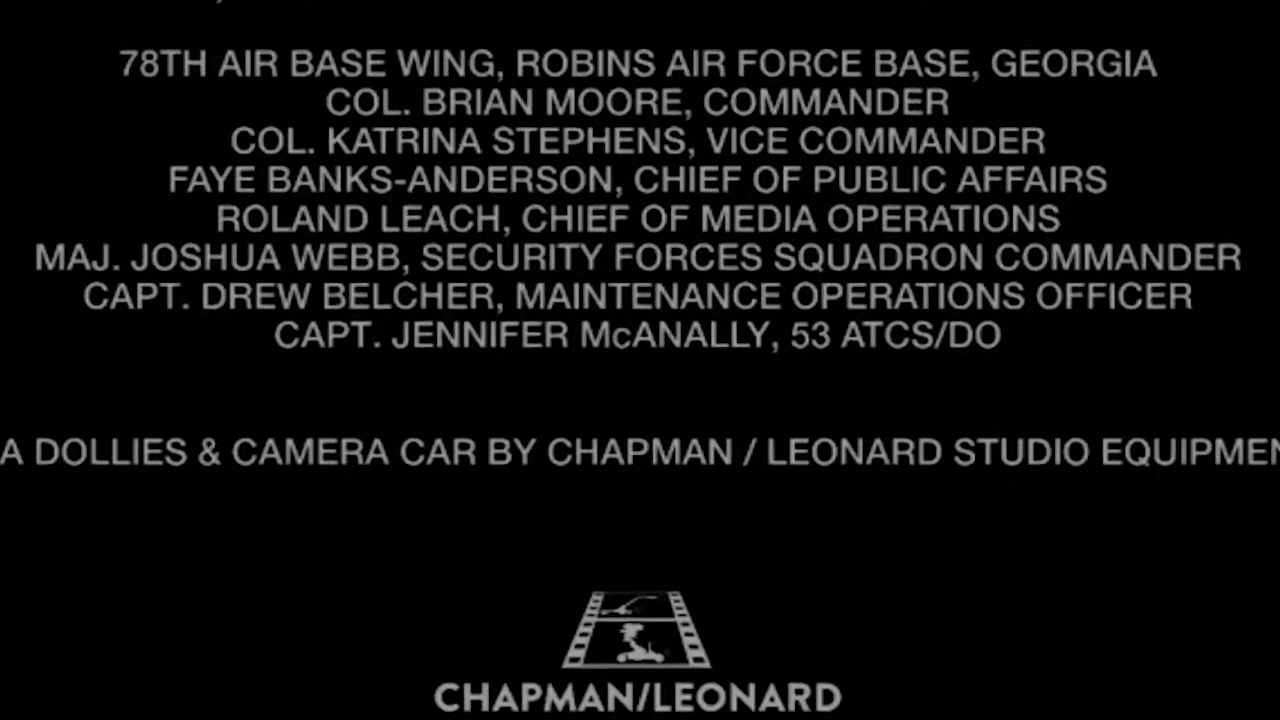 78TH AIR BASE WING, ROBINS AIR FORCE BASE, GEORGIA
COL. BRIAN MOORE, COMMANDER
COL. KATRINA STEPHENS, VICE COMMANDER
FAYE BANKS-ANDERSON, CHIEF OF PUBLIC AFFAIRS
ROLAND LEACH, CHIEF OF MEDIA OPERATIONS
MAJ. JOSHUA WEBB, SECURITY FORCES SQUADRON COMMANDER
CAPT. DREW BELCHER, MAINTENANCE OPERATIONS OFFICER
CAPT. JENNIFER McANALLY, 53 ATCS/DO
A DOLLIES & CAMERA CAR BY CHAPMAN / LEONARD STUDIO EQUIPMEN
CHAPMAN/LEONARD